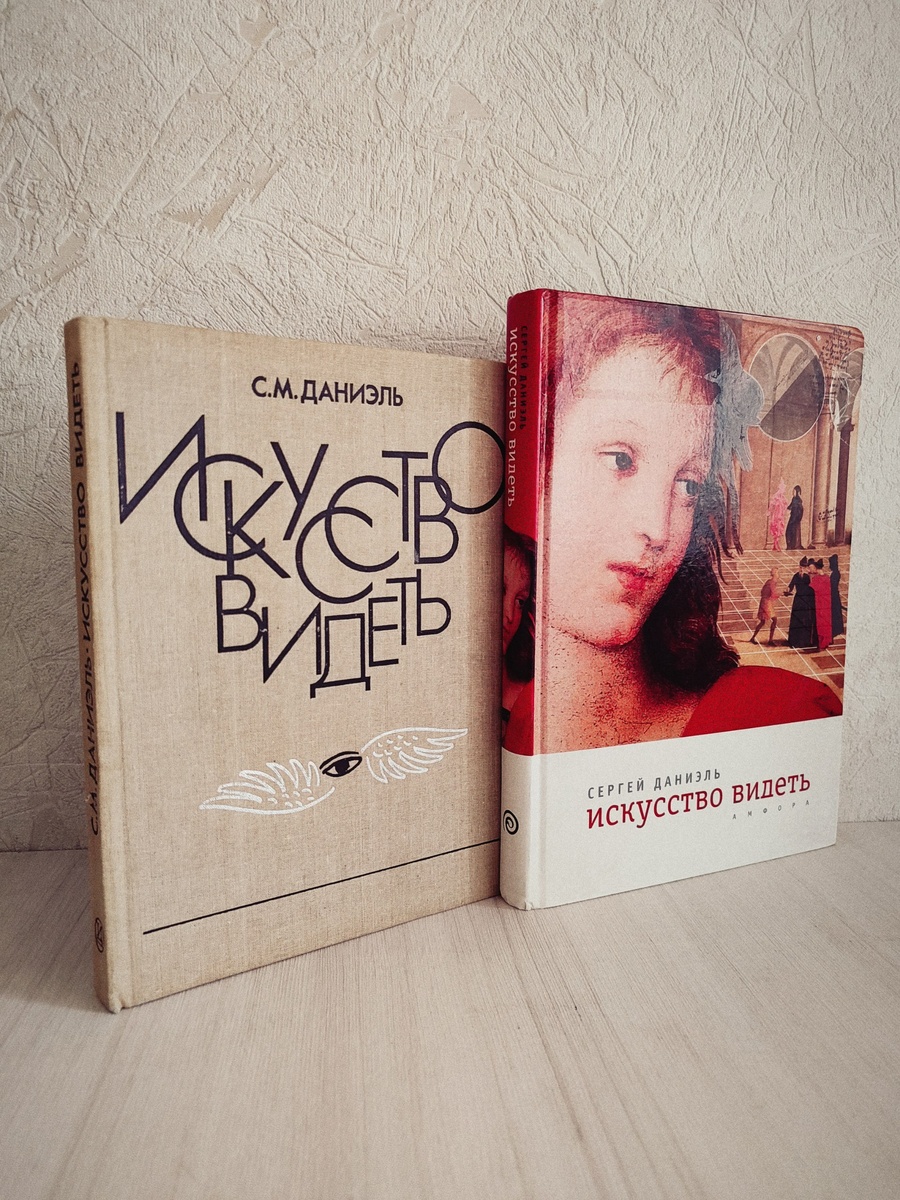 С.М. ДАНИЭЛЬ · ИСКУССТВО ВИДЕТЬ
С.М. ДАНИЭЛЬ
ИСКУССТВО
ВИДЕТЬ
СЕРГЕЙ ДАНИЭЛЬ
искусство видеть
СЕРГЕЙ ДАНИЭЛЬ
искусство видеть
АМФОРА